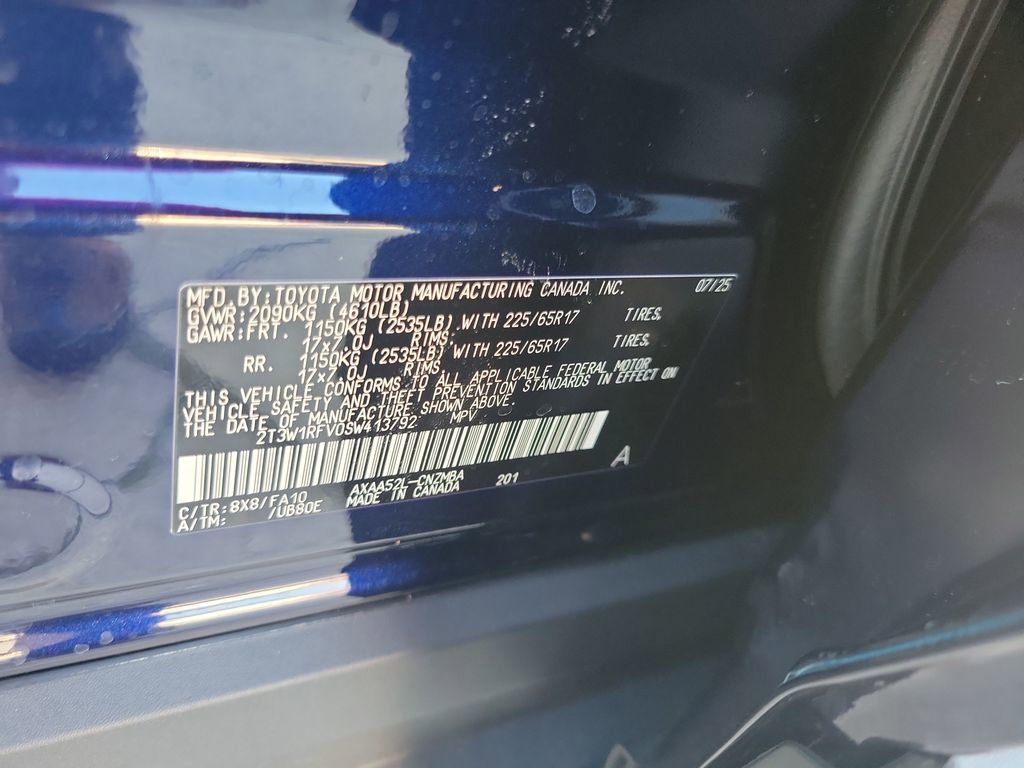 MFD.BY:TOYOTA MOTOR MANUFACTURING CANADA INC. 07/25
GVWR:2090KG (4610LB)
GAWR:FRT. 1150KG (2535LB) WITH 225/65R17 TIRES,
17x7.0J RIMS,
RR. 1150KG (2535LB) WITH 225/65R17 TIRES,
17x7.0J RIMS
THIS VEHICLE CONFORMS TO ALL APPLICABLE FEDERAL MOTOR
VEHICLE SAFETY AND THEFT PREVENTION STANDARDS IN EFFECT ON
THE DATE OF MANUFACTURE SHOWN ABOVE.
2T3W1RFV0SW413792 MPV
A
C/TR:8X8/FA10 AXAA52L-CNZMBA 201
A/TM: /UB80E MADE IN CANADA